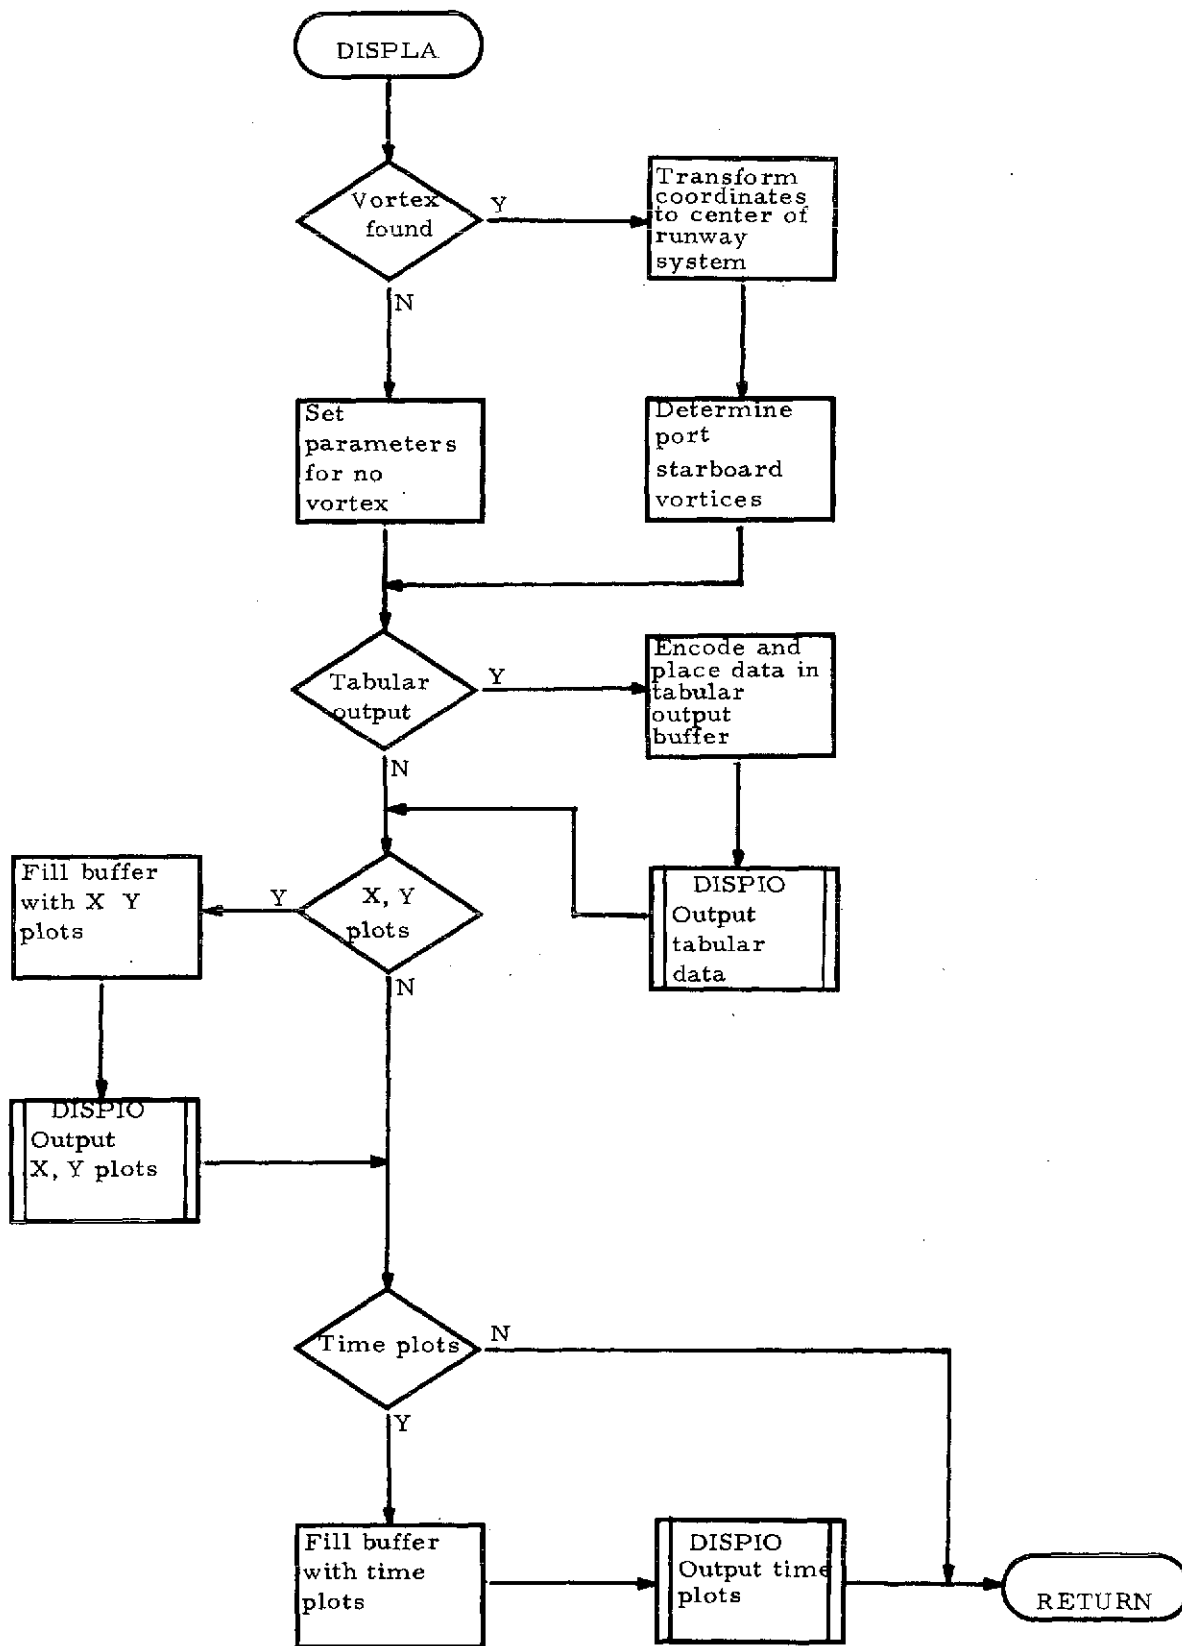 DISPLA
Vortex
found
Y
N
Transform
coordinates
to center of
runway
system
Set
parameters
for no
vortex
Determine
port
starboard
vortices
Tabular
output
Y
N
Encode and
place data in
tabular
output
buffer
DISPIO
Output
tabular
data
X, Y
plots
Y
N
Fill buffer
with X Y
plots
DISPIO
Output
X, Y plots
Time plots
N
Y
Fill buffer
with time
plots
DISPIO
Output time
plots
RETURN